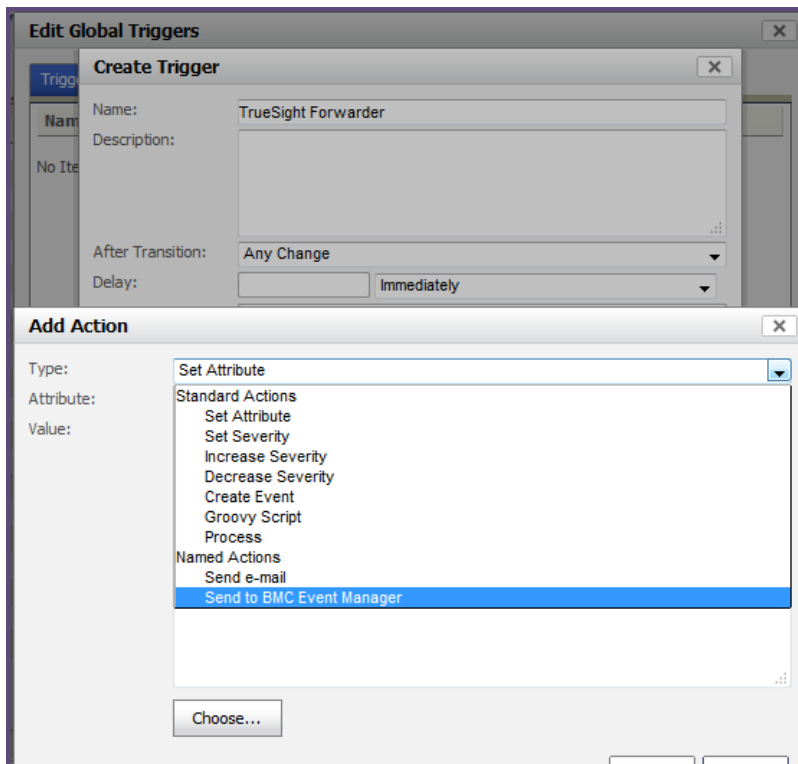 Edit Global Triggers
Create Trigger
Name:
TrueSight Forwarder
Description:
No Ite
After Transition:
Any Change
Delay:
Immediately
Add Action
Type:
Set Attribute
Attribute:
Value:
Standard Actions
Set Attribute
Set Severity
Increase Severity
Decrease Severity
Create Event
Groovy Script
Process
Named Actions
Send e-mail
Send to BMC Event Manager
Choose...